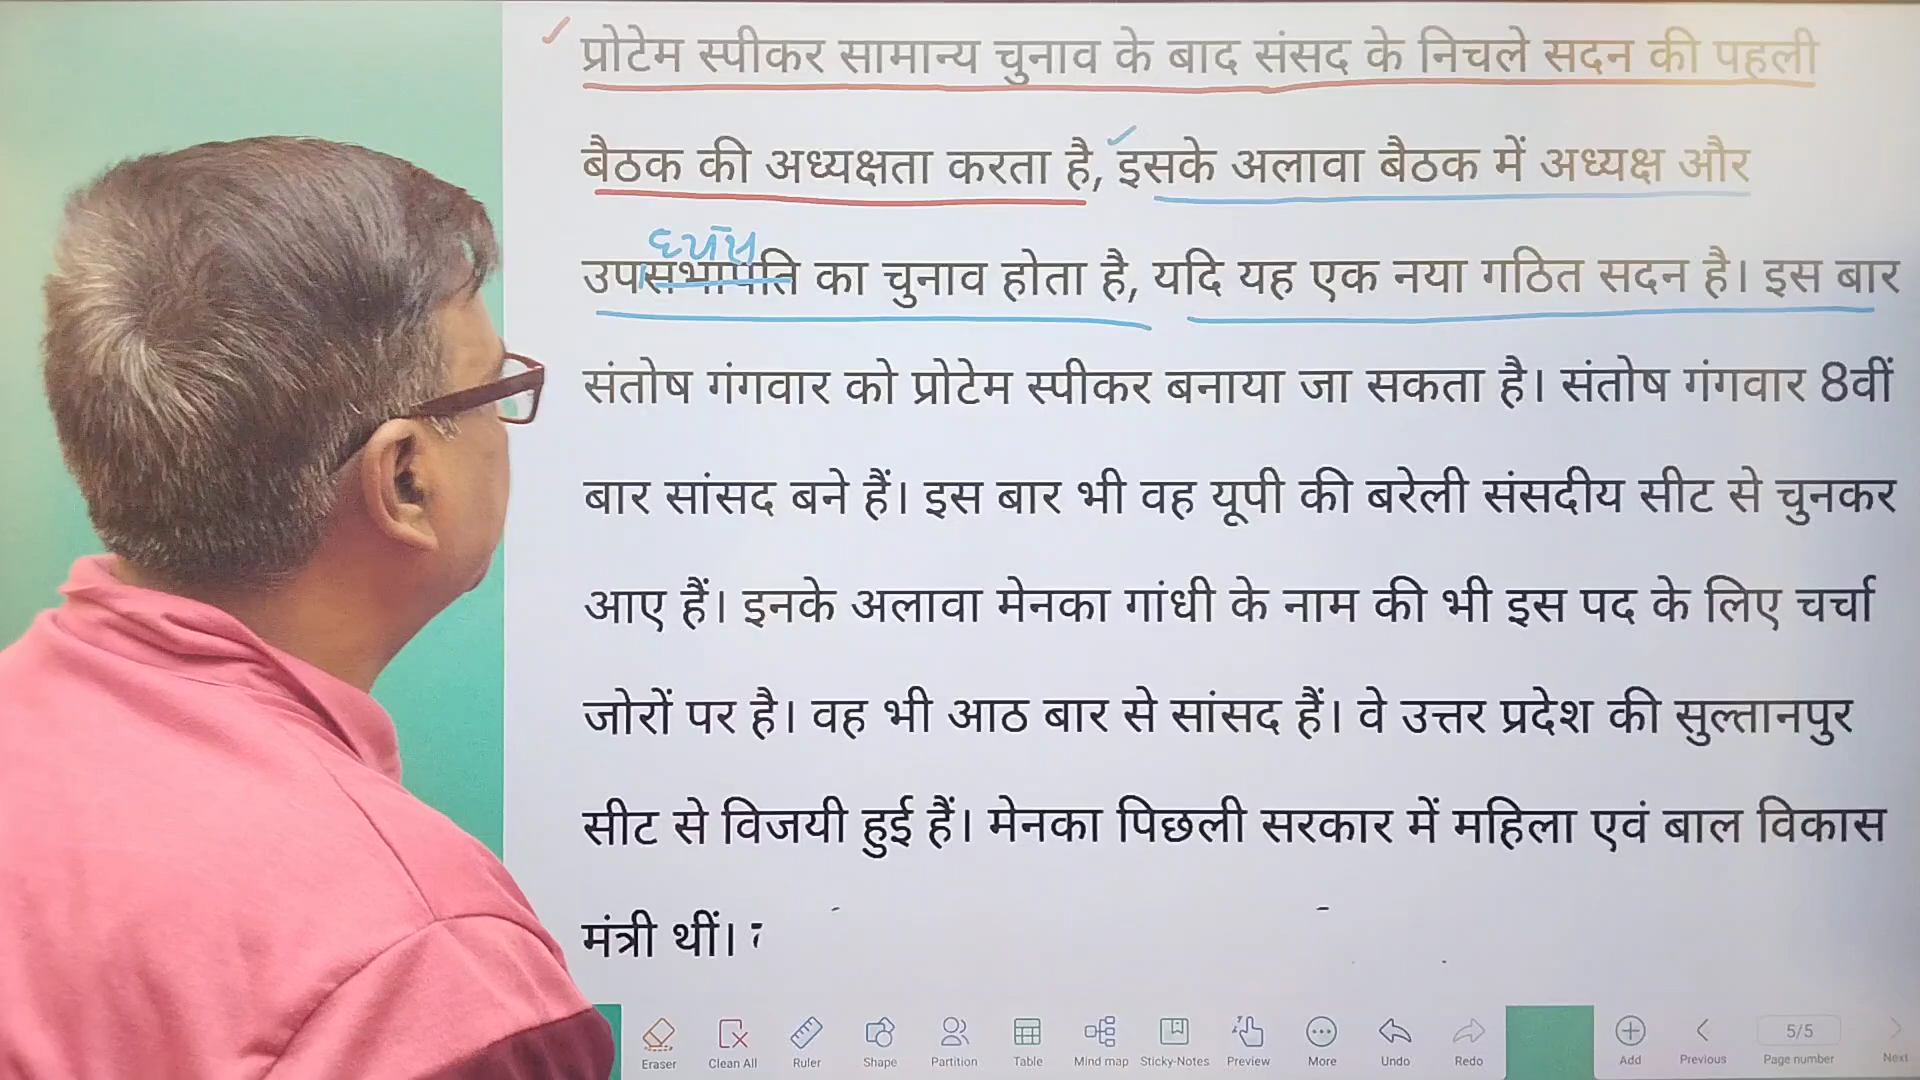 प्रोटेम स्पीकर सामान्य चुनाव के बाद संसद के निचले सदन की पहली
बैठक की अध्यक्षता करता है, इसके अलावा बैठक में अध्यक्ष और
उपसभापति का चुनाव होता है, यदि यह एक नया गठित सदन है। इस बार
संतोष गंगवार को प्रोटेम स्पीकर बनाया जा सकता है। संतोष गंगवार 8वीं
बार सांसद बने हैं। इस बार भी वह यूपी की बरेली संसदीय सीट से चुनकर
आए हैं। इनके अलावा मेनका गांधी के नाम की भी इस पद के लिए चर्चा
जोरों पर है। वह भी आठ बार से सांसद हैं। वे उत्तर प्रदेश की सुल्तानपुर
सीट से विजयी हुई हैं। मेनका पिछली सरकार में महिला एवं बाल विकास
मंत्री थीं।
Eraser Clean All Ruler Shape Partition Table Mind map Sticky-Notes Preview More Undo Redo Add Previous 5/5 Page number Next